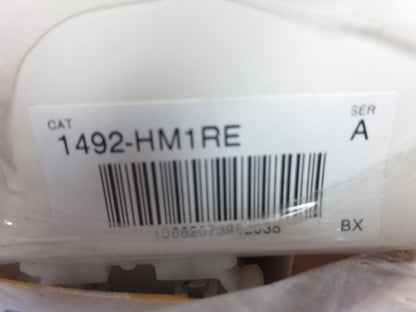 CAT
SER
1492-HM1RE
A
BX